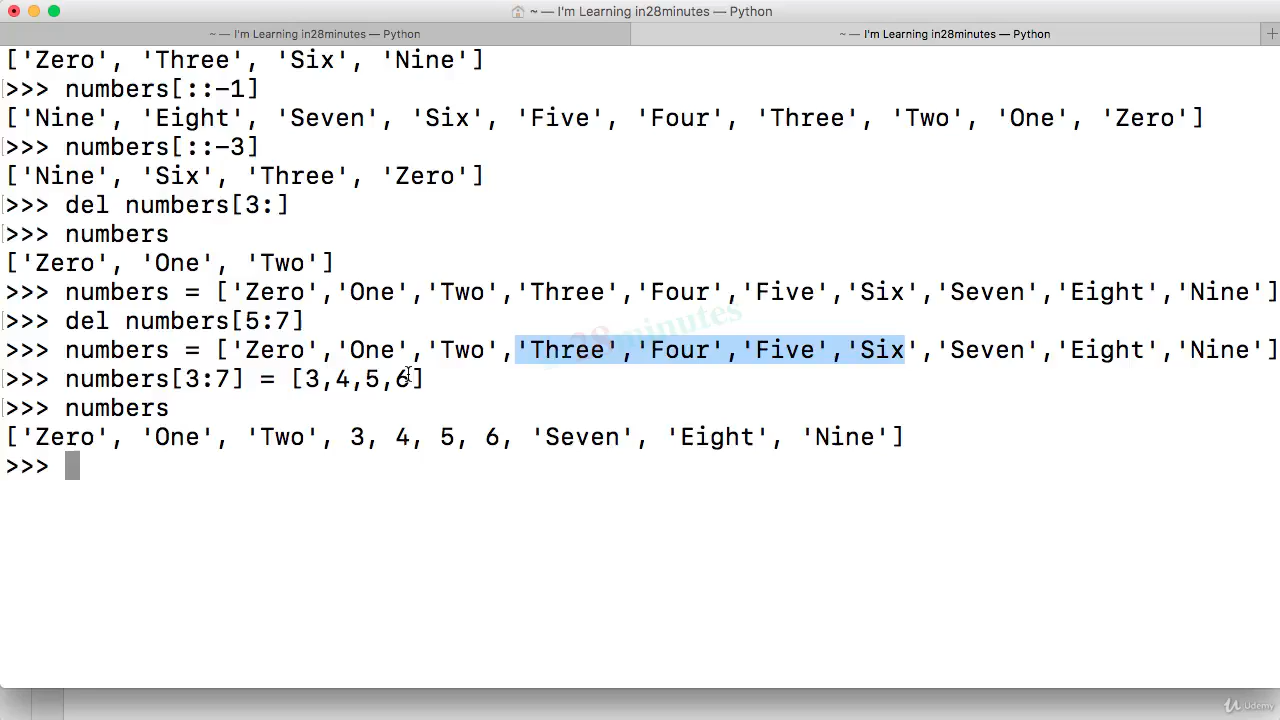 ~ — I'm Learning in28minutes — Python
~ — I'm Learning in28minutes — Python ~ — I'm Learning in28minutes — Python +
['Zero', 'Three', 'Six', 'Nine']
>>> numbers[::-1]
['Nine', 'Eight', 'Seven', 'Six', 'Five', 'Four', 'Three', 'Two', 'One', 'Zero']
>>> numbers[::-3]
['Nine', 'Six', 'Three', 'Zero']
>>> del numbers[3:]
>>> numbers
['Zero', 'One', 'Two']
>>> numbers = ['Zero','One','Two','Three','Four','Five','Six','Seven','Eight','Nine']
>>> del numbers[5:7]
>>> numbers = ['Zero','One','Two','Three','Four','Five','Six','Seven','Eight','Nine']
>>> numbers[3:7] = [3,4,5,6]
>>> numbers
['Zero', 'One', 'Two', 3, 4, 5, 6, 'Seven', 'Eight', 'Nine']
>>>
28minutes
Udemy